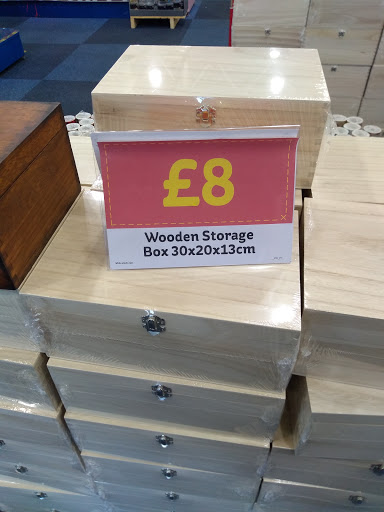 £8
Wooden Storage
Box 30x20x13cm